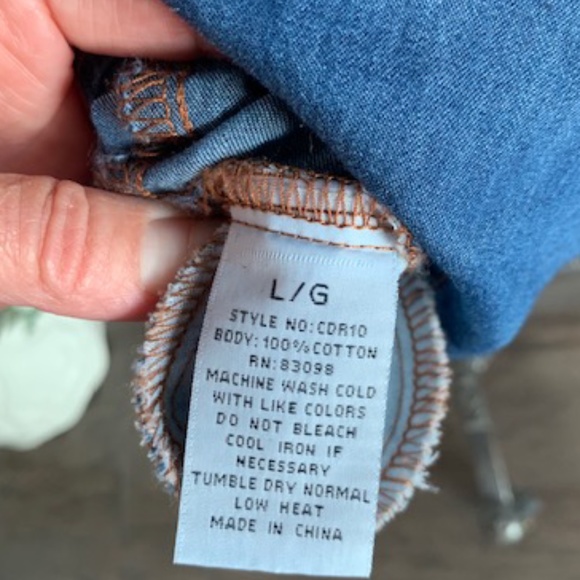 L/G
STYLE NO:CDR10
BODY:100%COTTON
RN:83098
MACHINE WASH COLD
WITH LIKE COLORS
DO NOT BLEACH
COOL IRON IF
NECESSARY
TUMBLE DRY NORMAL
LOW HEAT
MADE IN CHINA